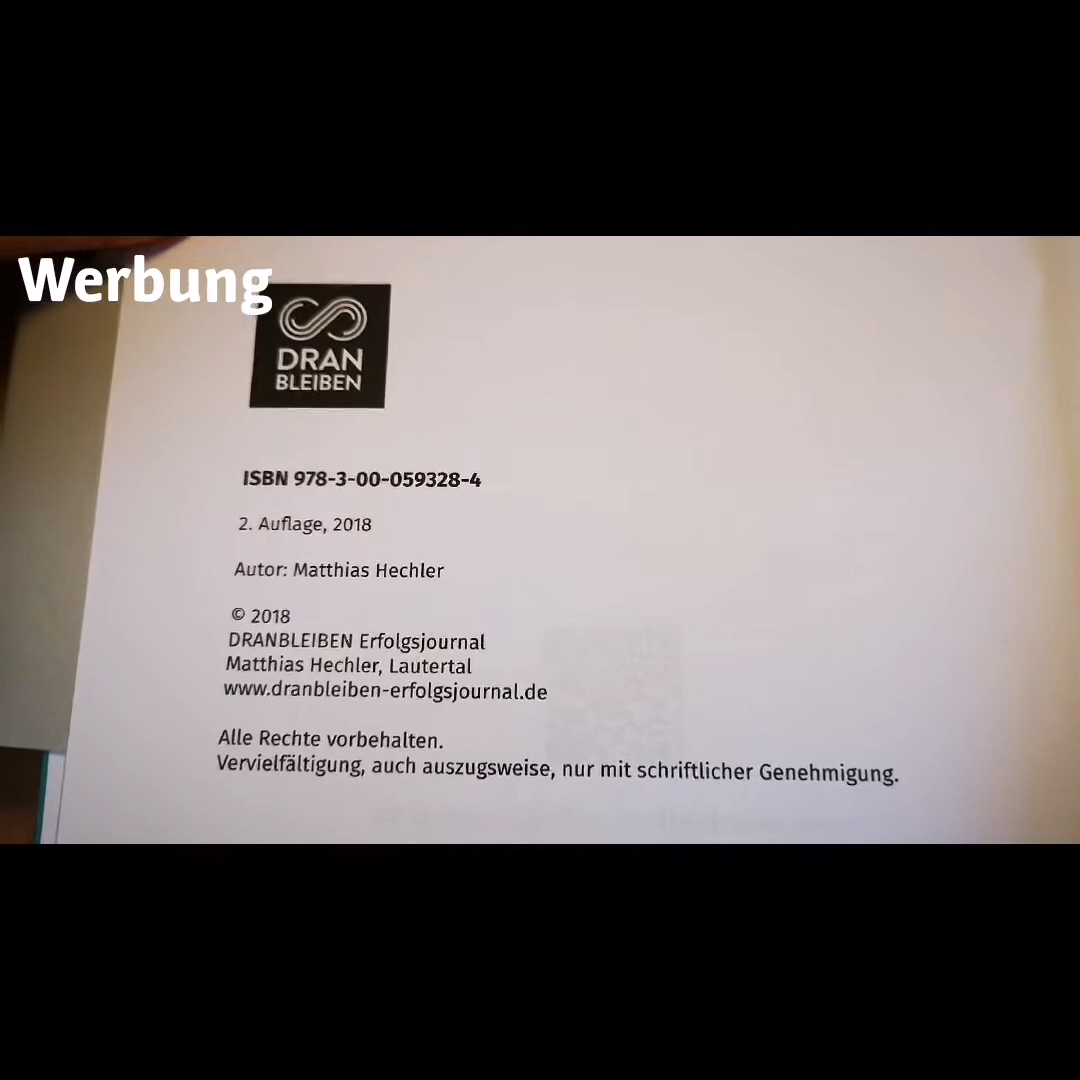 Werbung
DRAN
BLEIBEN
ISBN 978-3-00-059328-4
2. Auflage, 2018
Autor: Matthias Hechler
© 2018
DRANBLEIBEN Erfolgsjournal
Matthias Hechler, Lautertal
www.dranbleiben-erfolgsjournal.de
Alle Rechte vorbehalten.
Vervielfältigung, auch auszugsweise, nur mit schriftlicher Genehmigung.